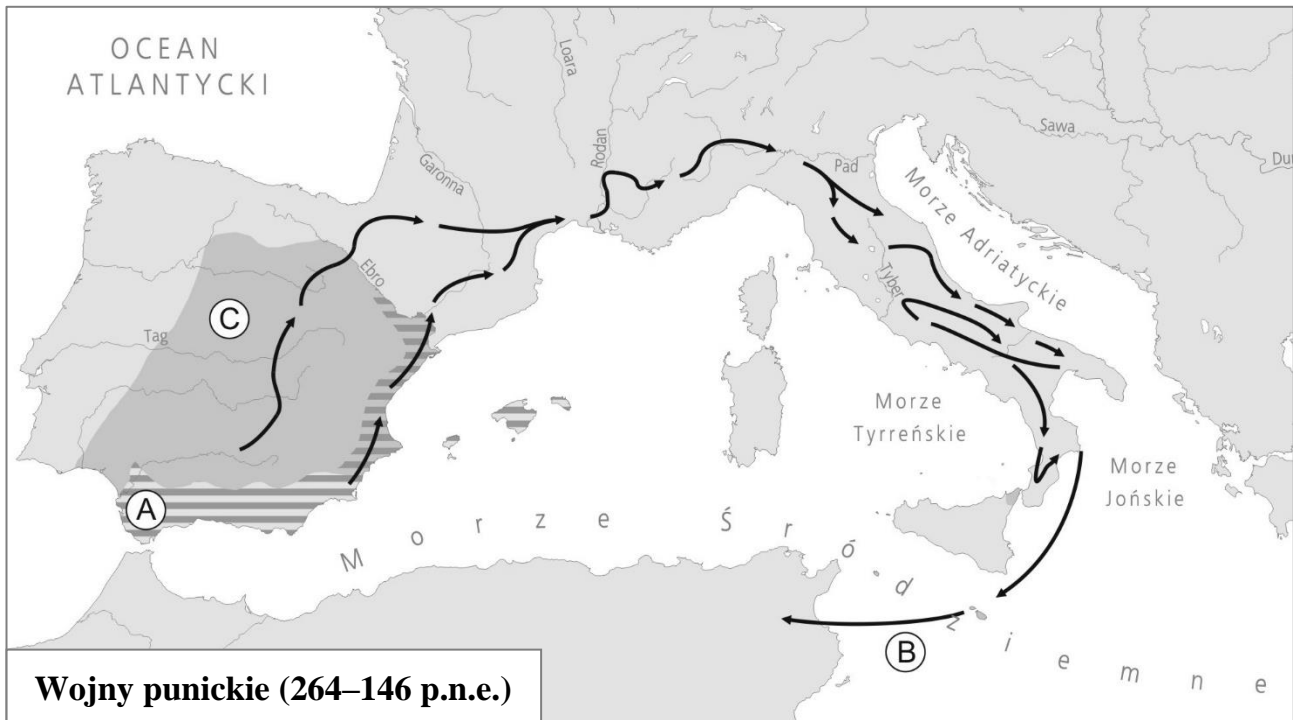 OCEAN
ATLANTYCKI
Loara
Rodan
Garonna
Sawa
Du
Pad
Morze Adriatyckie
Ebro
Tyber
C
Tag
Morze
Tyrreńskie
Morze
Jońskie
A
Morze Śródziemne
B
Wojny punickie (264–146 p.n.e.)